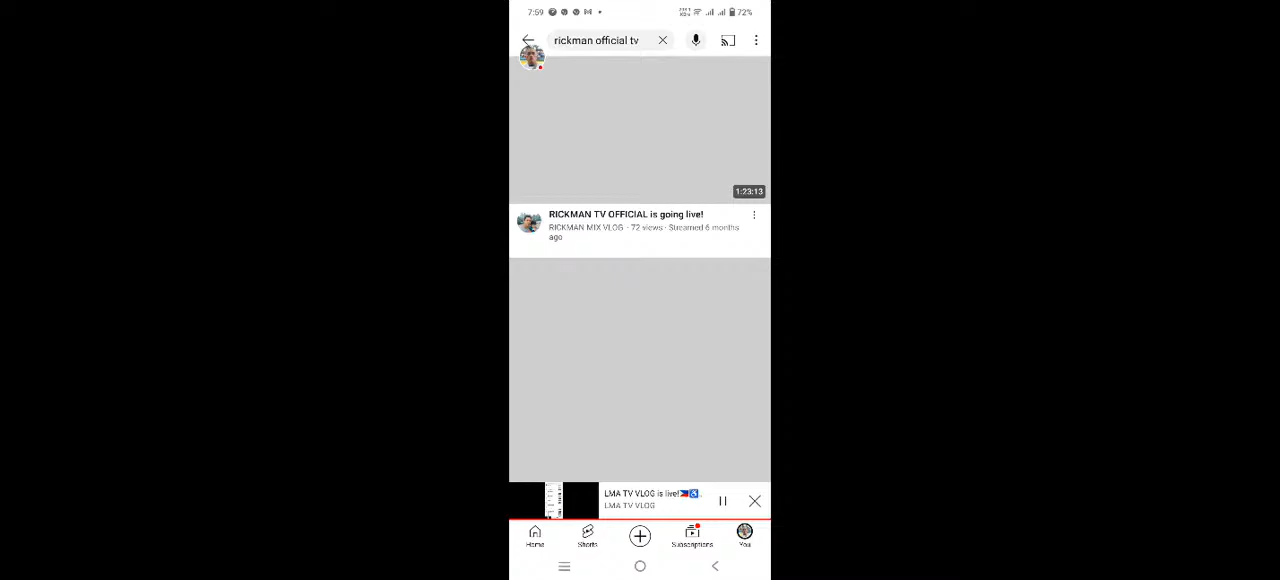 7:59
72%
rickman official tv
1:23:13
RICKMAN TV OFFICIAL is going live!
RICKMAN MIX VLOG · 72 views · Streamed 6 months
ago
LMA TV VLOG is live!🇵🇭♿.
LMA TV VLOG
Home
Shorts
Subscriptions
You